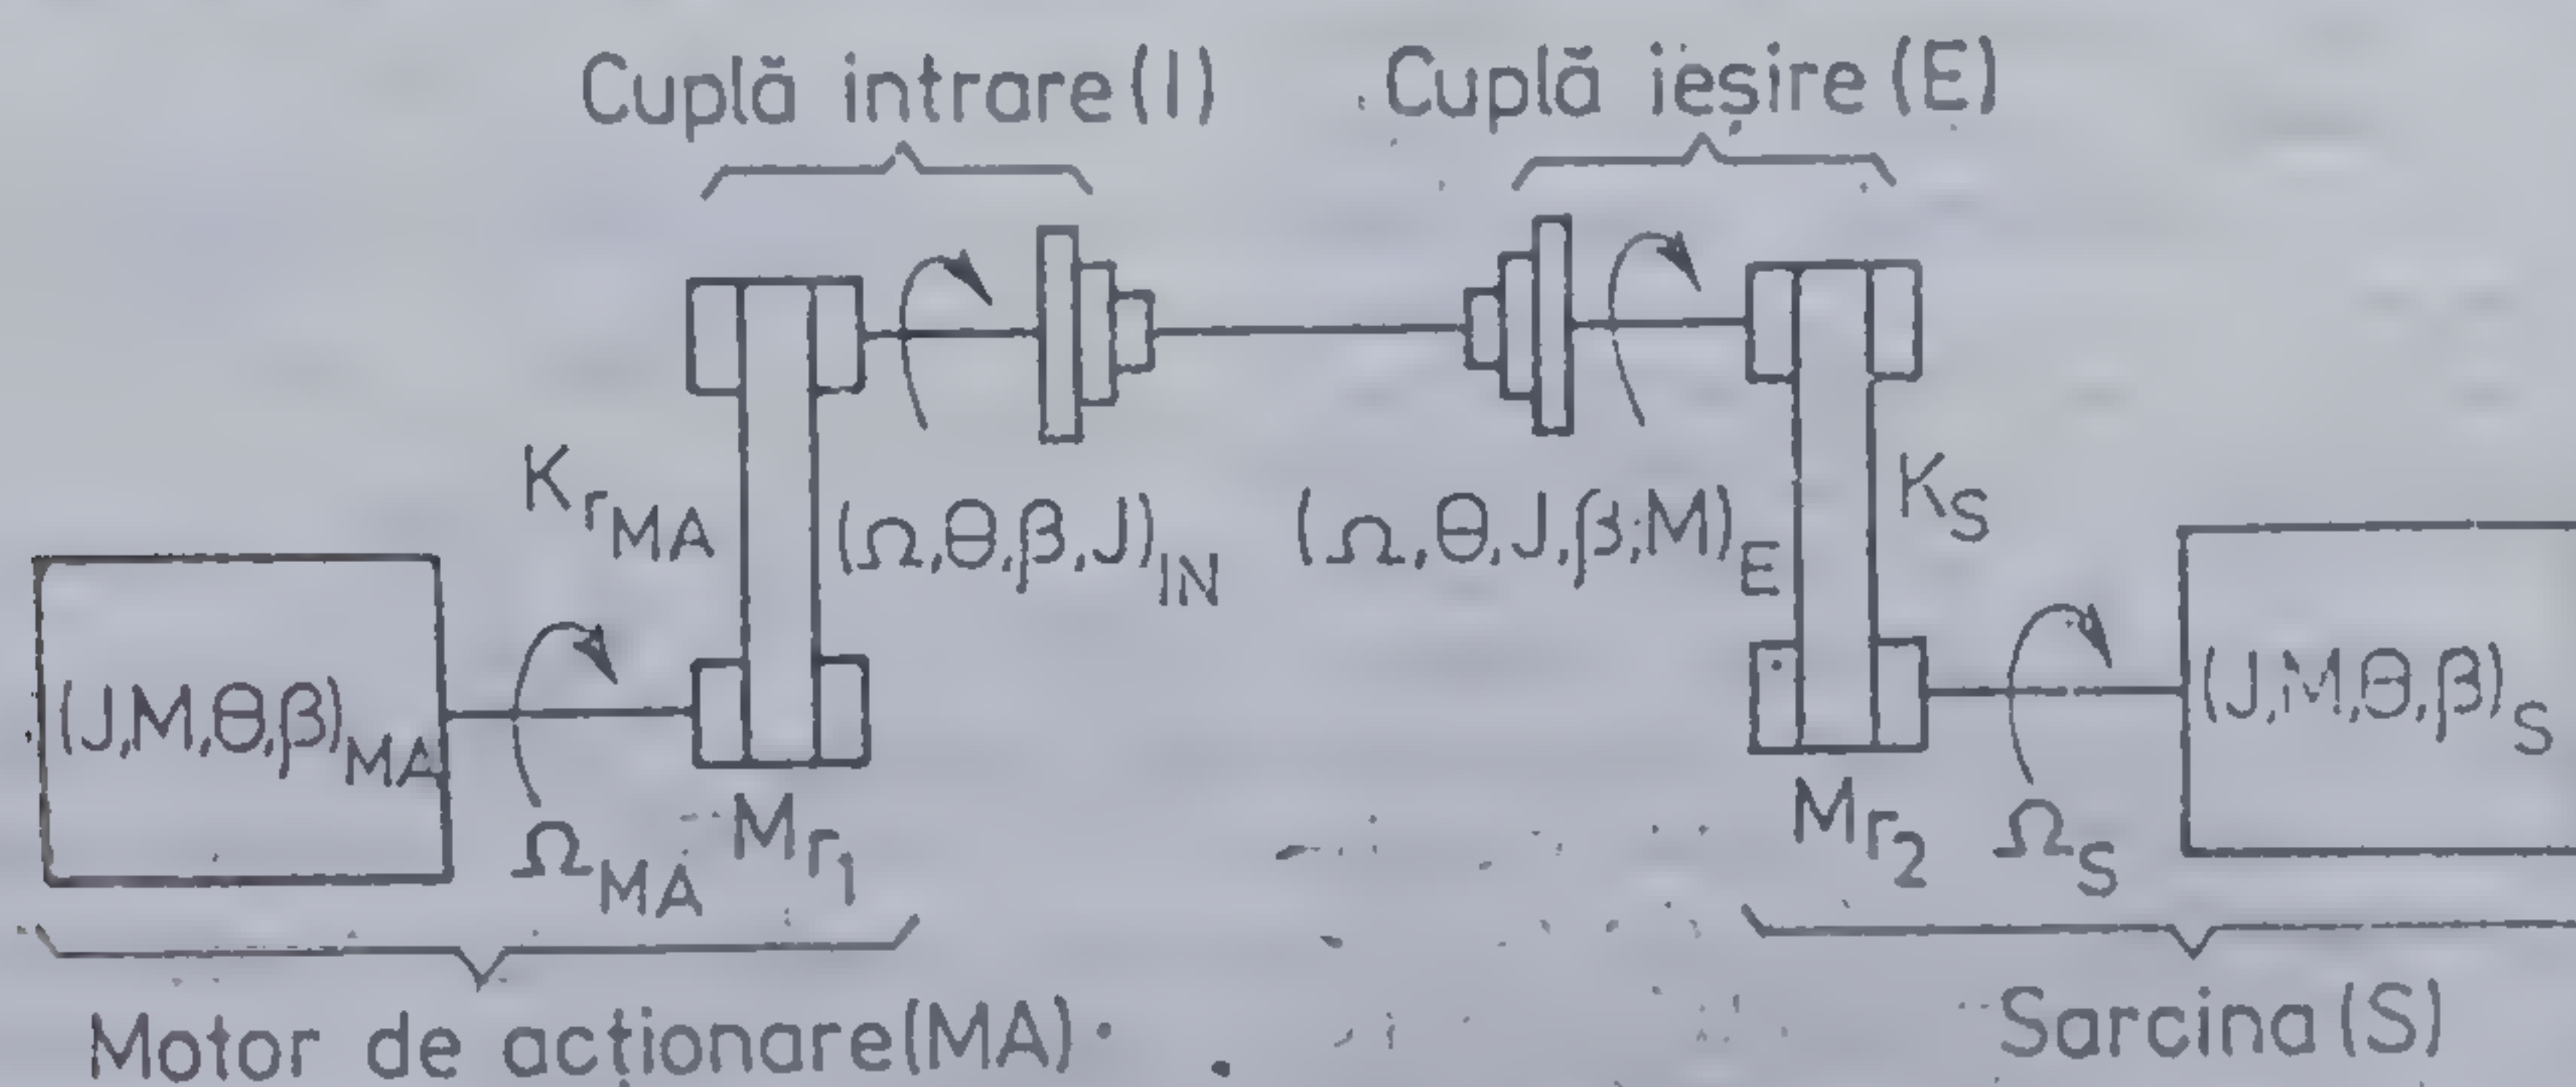 Cuplă intrare (I)
Cuplă ieșire (E)
K_rMA
(Ω,Θ,β,J)_IN
(Ω,Θ,J,β,M)_E
K_S
(J,M,Θ,β)_MA
Ω_MA
M_r1
M_r2
Ω_S
(J,M,Θ,β)_S
Motor de acționare (MA)
Sarcina (S)